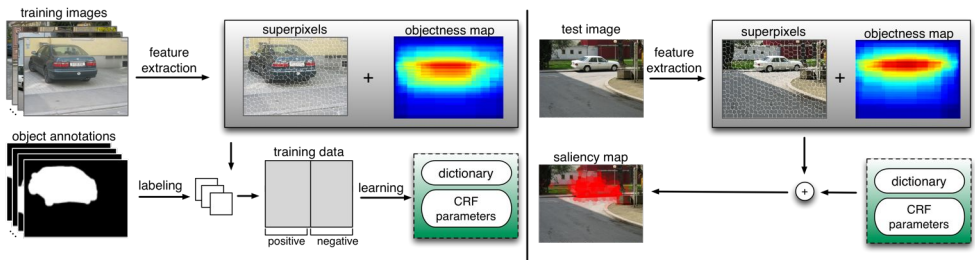 training images
feature
extraction
superpixels
+
objectness map
object annotations
labeling
training data
positive
negative
learning
dictionary
CRF
parameters
test image
feature
extraction
superpixels
+
objectness map
saliency map
+
dictionary
CRF
parameters